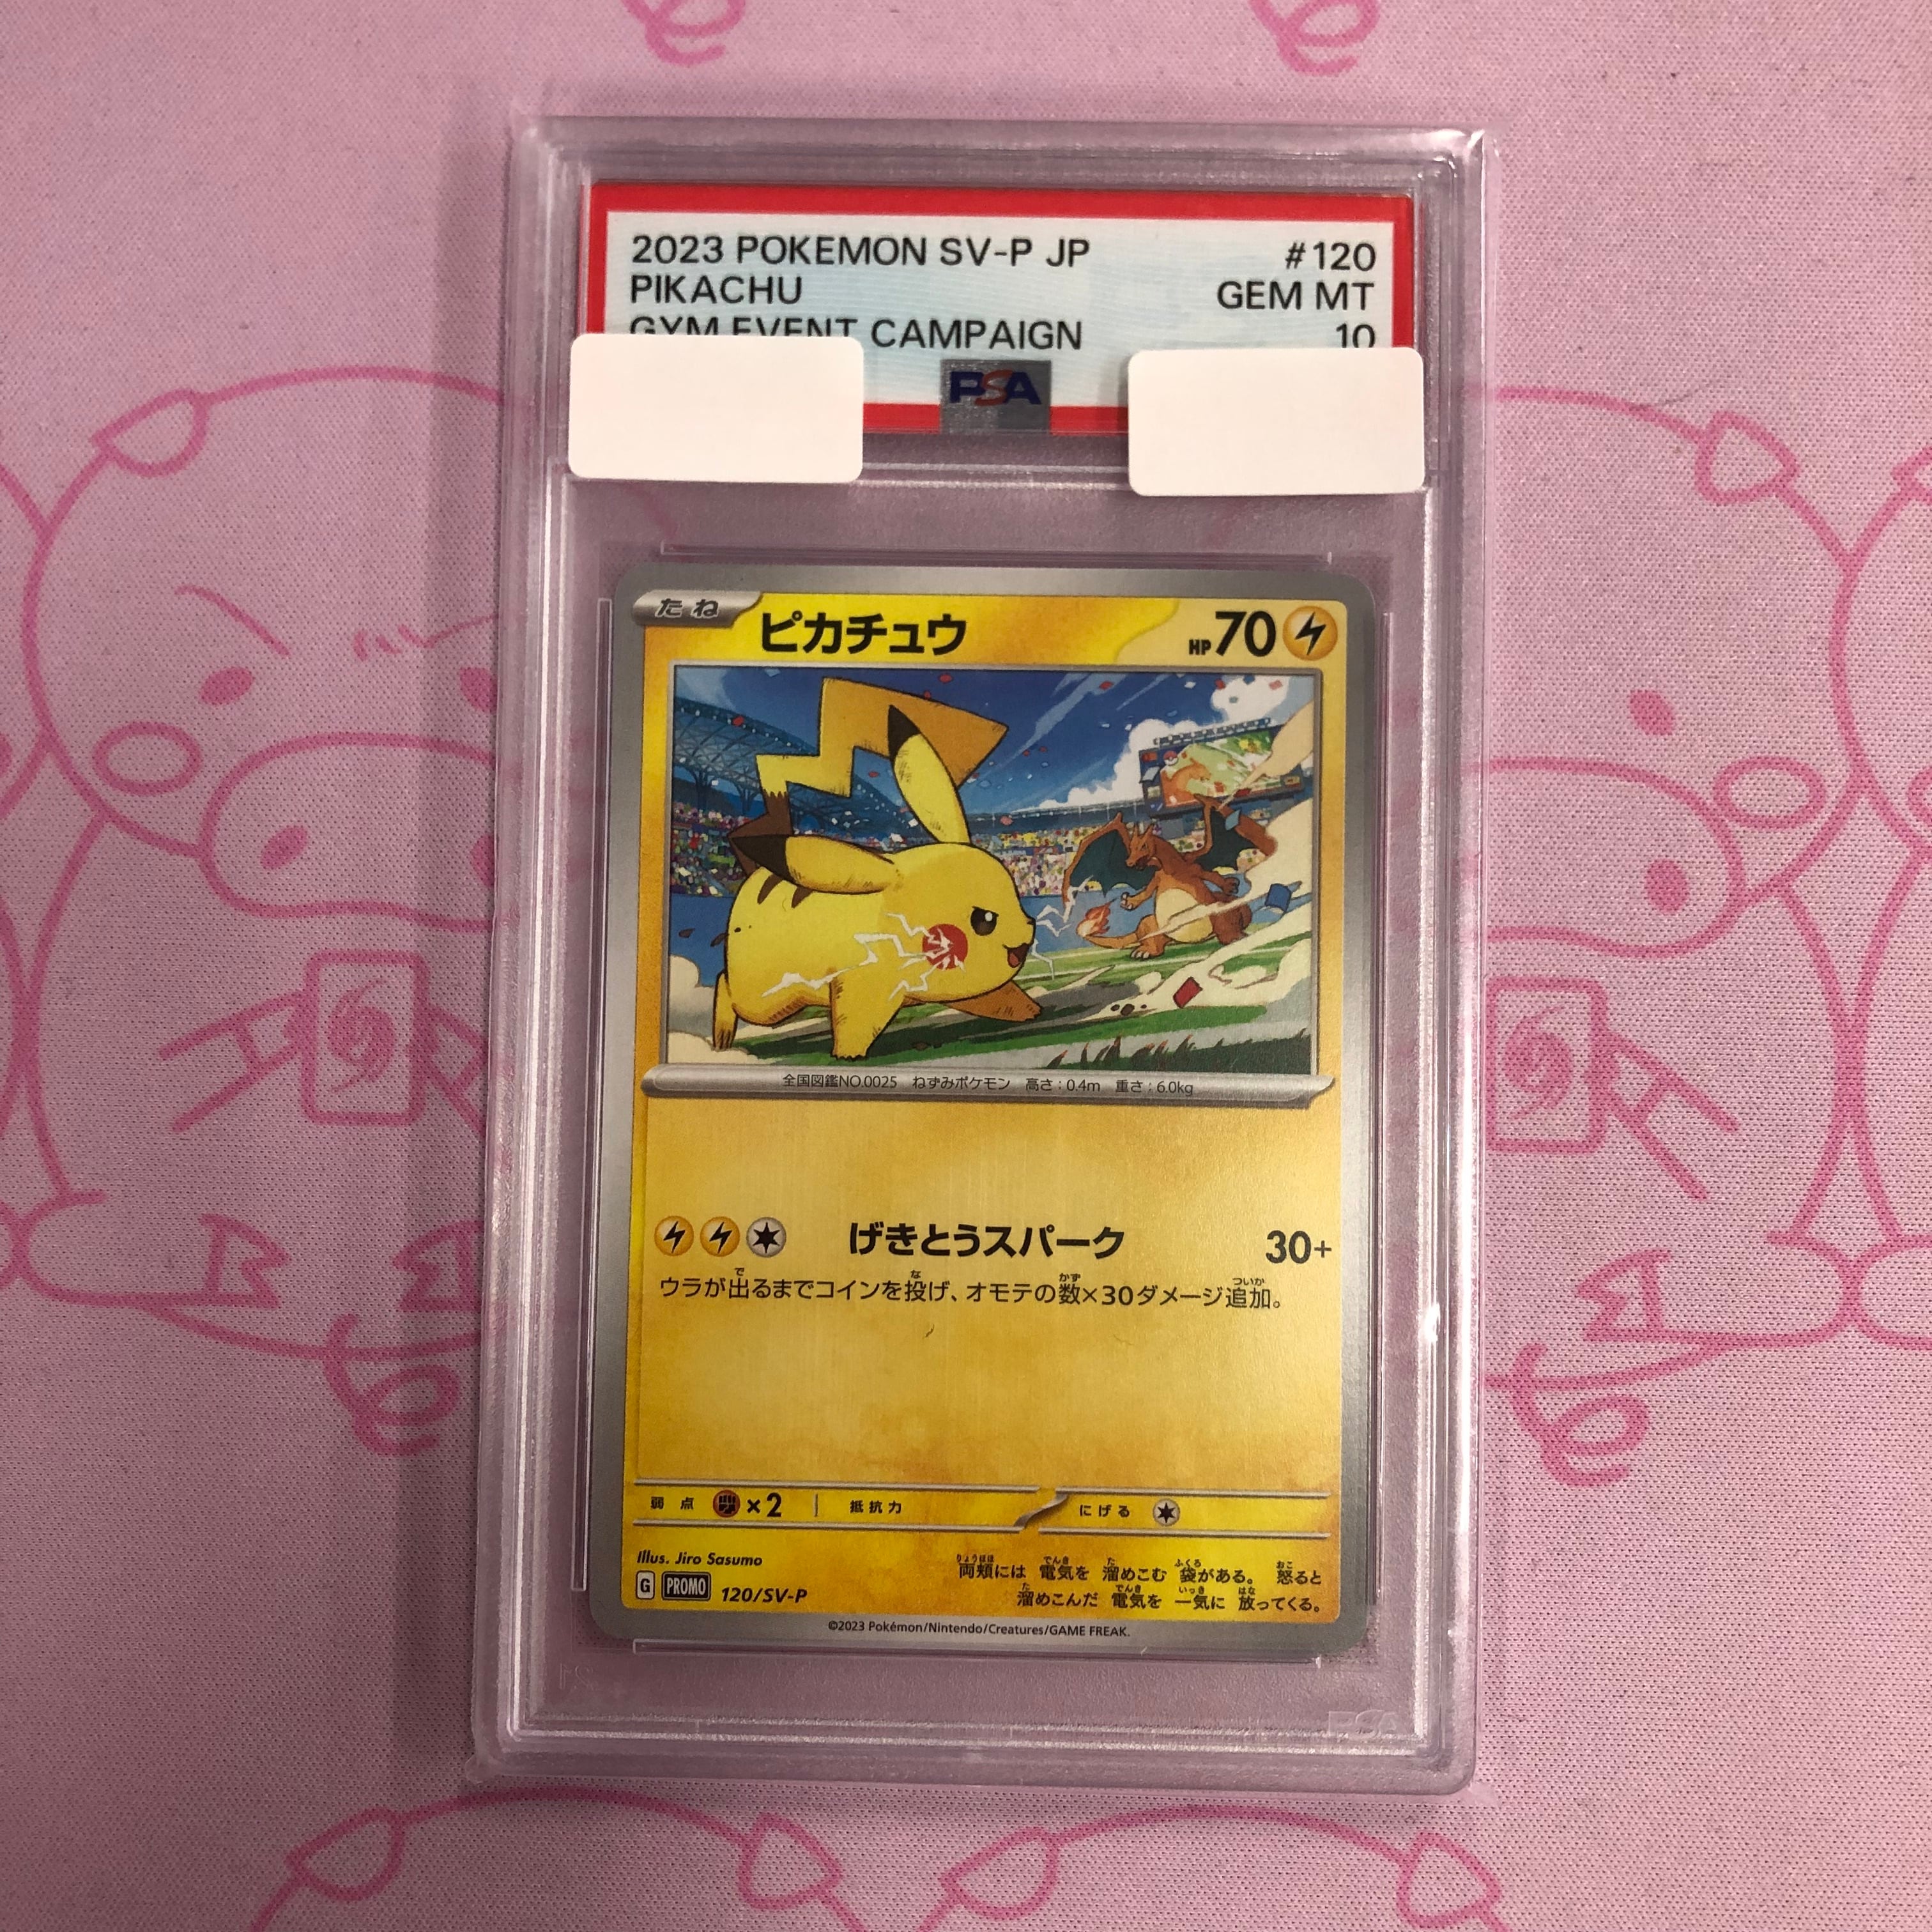 2023 POKEMON SV-P JP #120
PIKACHU GEM MT
GYM EVENT CAMPAIGN 10
PSA
たね ピカチュウ HP70
全国図鑑NO.0025 ねずみポケモン 高さ:0.4m 重さ:6.0kg
げきとうスパーク 30+
ウラが出るまでコインを投げ、オモテの数×30ダメージ追加。
弱点 ×2 抵抗力 にげる
Illus. Jiro Sasumo
G PROMO 120/SV-P
両頬には 電気を 溜めこむ 袋がある。 怒ると
溜めこんだ 電気を 一気に 放ってくる。
©2023 Pokémon/Nintendo/Creatures/GAME FREAK.